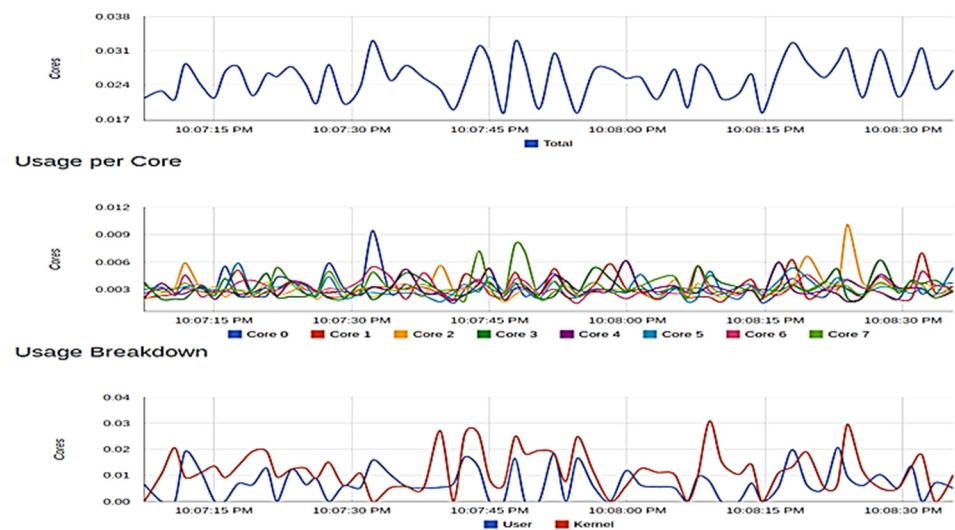 0.038
0.031
0.024
0.017
Cores
10:07:15 PM 10:07:30 PM 10:07:45 PM 10:08:00 PM 10:08:15 PM 10:08:30 PM
Total
Usage per Core
0.012
0.009
0.006
0.003
Cores
10:07:15 PM 10:07:30 PM 10:07:45 PM 10:08:00 PM 10:08:15 PM 10:08:30 PM
Core 0 Core 1 Core 2 Core 3 Core 4 Core 5 Core 6 Core 7
Usage Breakdown
0.04
0.03
0.02
0.01
0.00
Cores
10:07:15 PM 10:07:30 PM 10:07:45 PM 10:08:00 PM 10:08:15 PM 10:08:30 PM
User Kernel